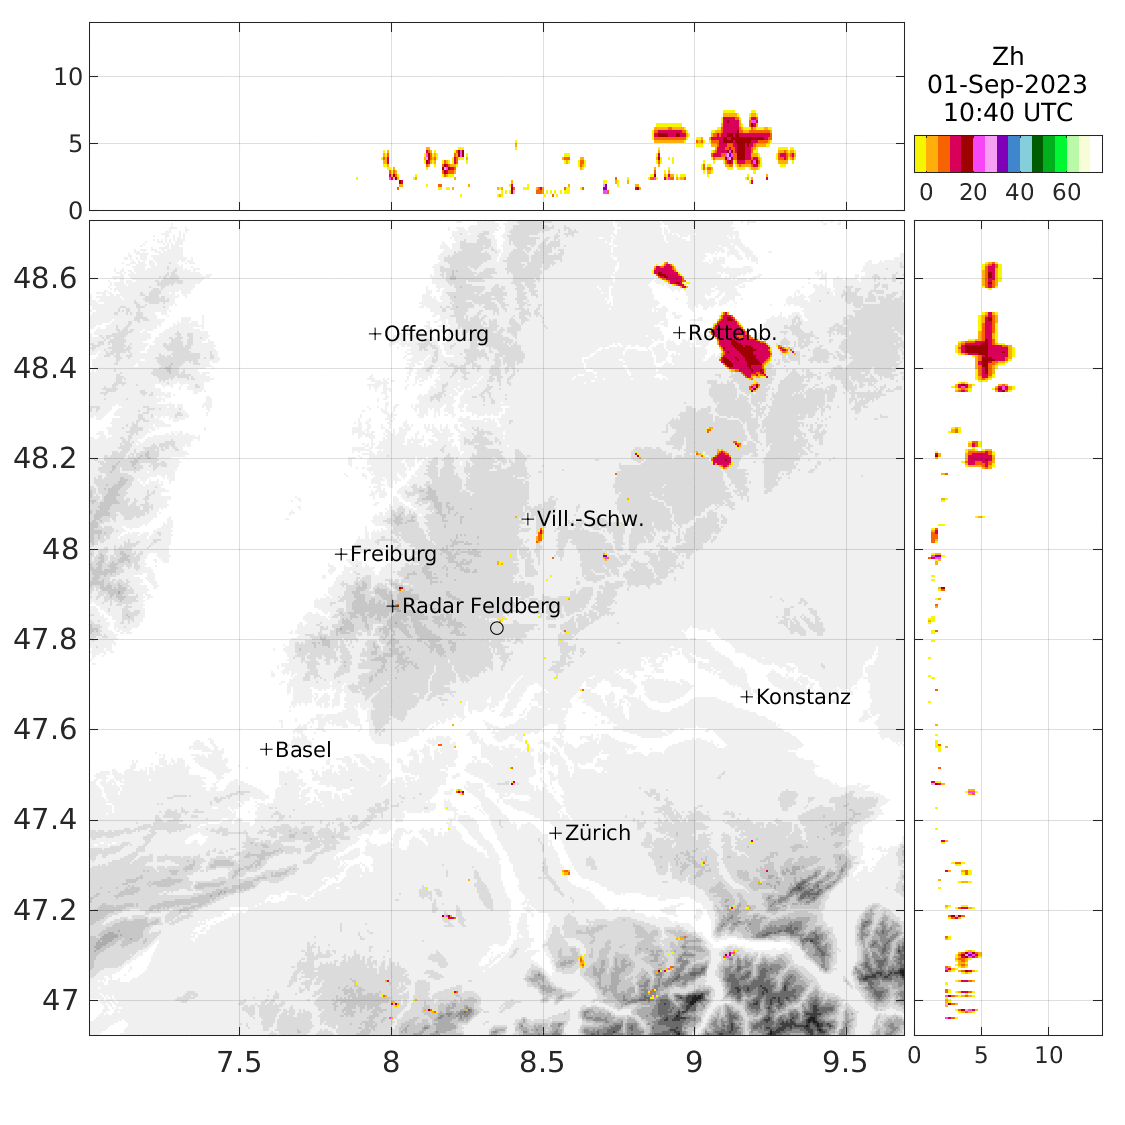 Zh
01-Sep-2023
10:40 UTC
0 20 40 60
10
5
0
48.6
48.4
48.2
48
47.8
47.6
47.4
47.2
47
Offenburg
Rottenb.
Vill.-Schw.
Freiburg
Radar Feldberg
Konstanz
Basel
Zürich
7.5 8 8.5 9 9.5
0 5 10